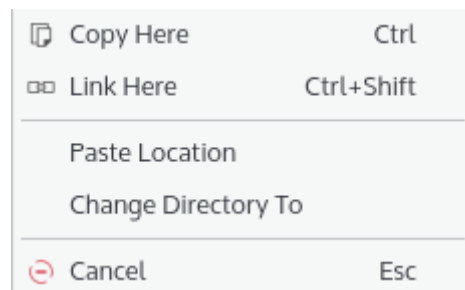 Copy Here Ctrl
Link Here Ctrl+Shift
Paste Location
Change Directory To
Cancel Esc